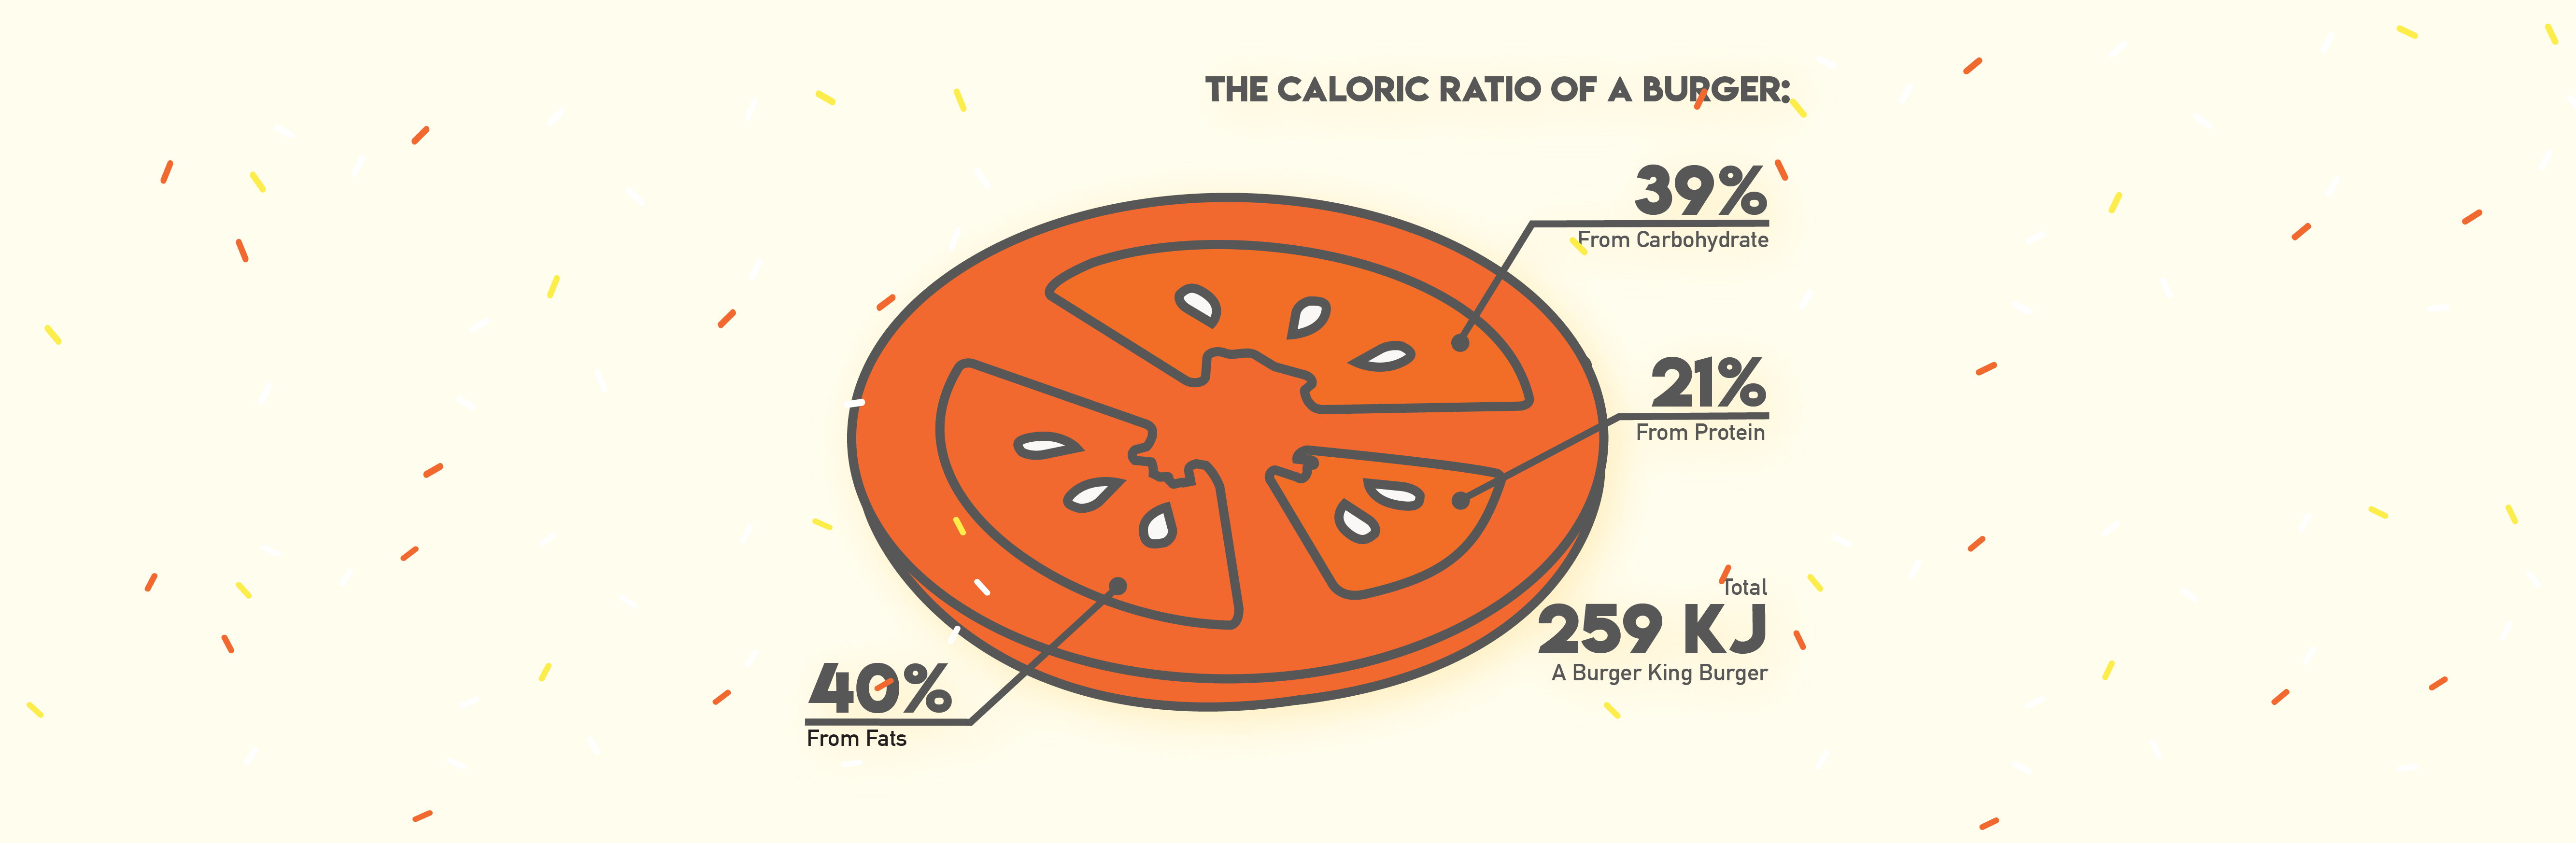 THE CALORIC RATIO OF A BURGER:
39%
From Carbohydrate
21%
From Protein
Total
259 KJ
A Burger King Burger
40%
From Fats